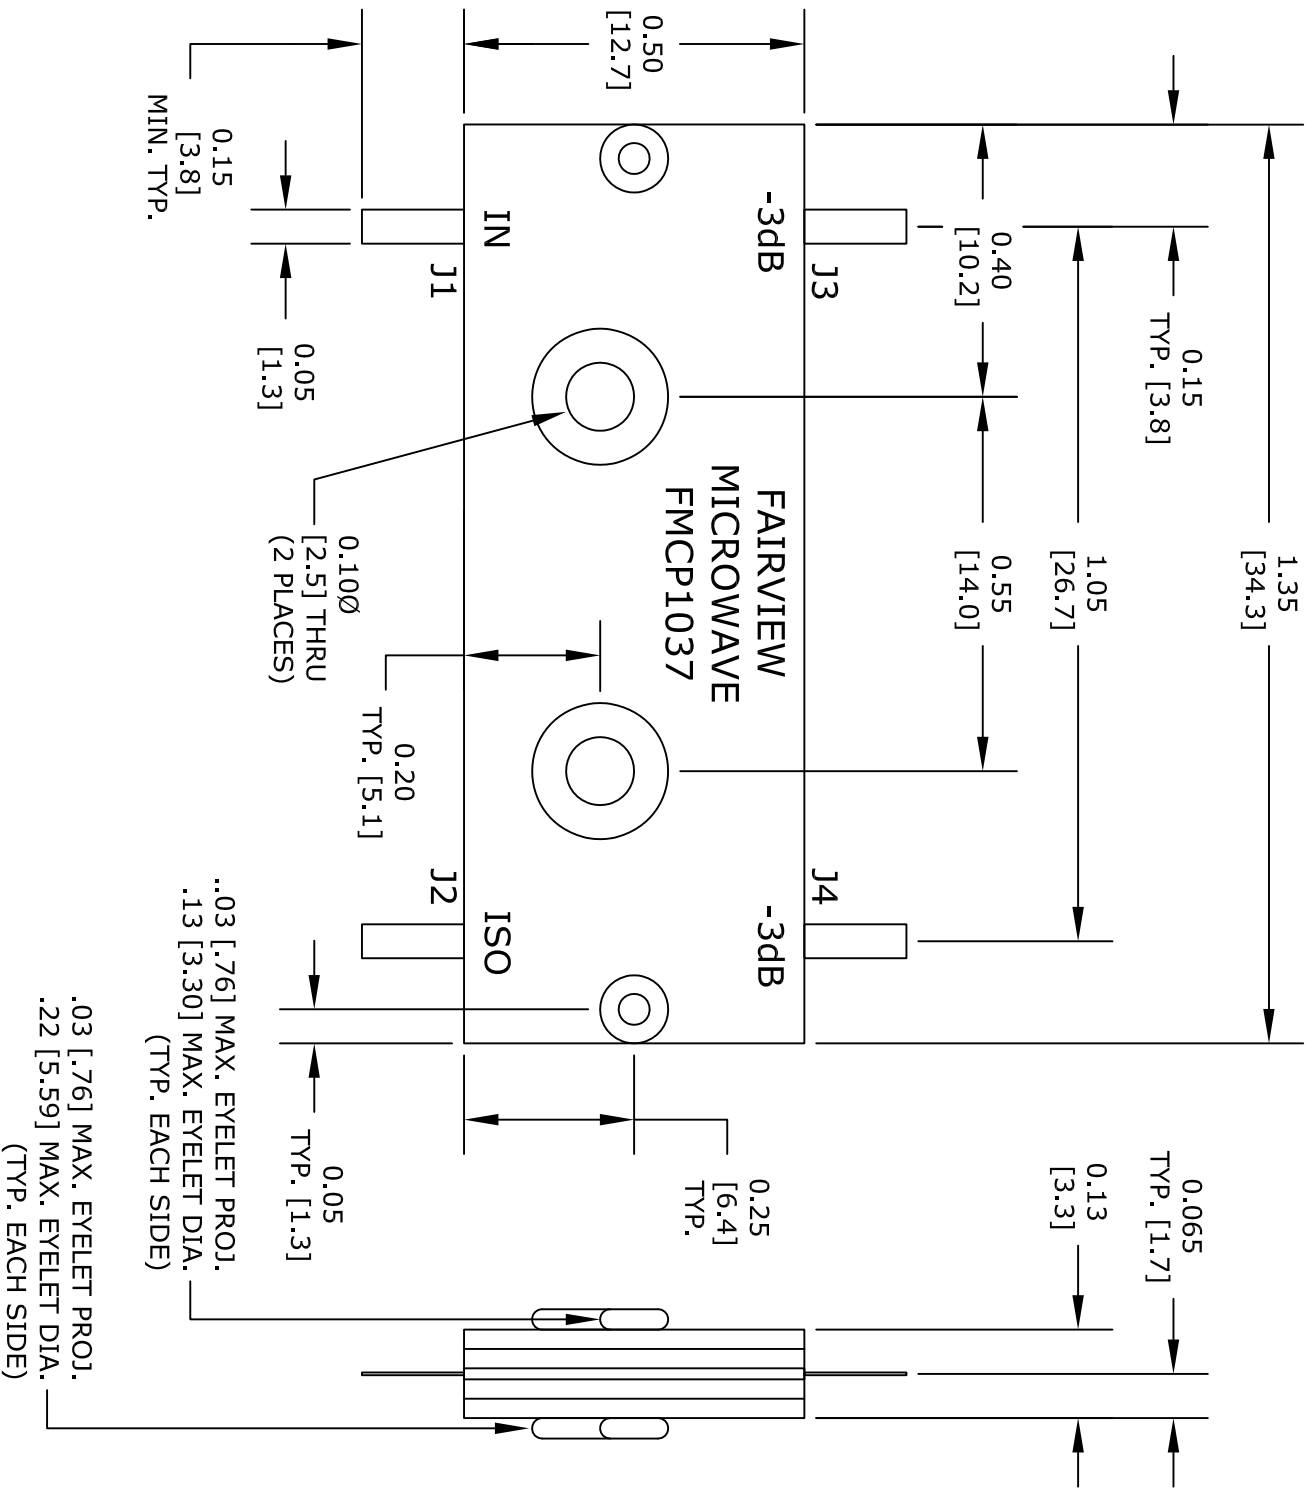 1.35
[34.3]
0.15
TYP. [3.8]
1.05
[26.7]
0.40
[10.2]
0.55
[14.0]
0.50
[12.7]
J3
J4
-3dB
-3dB
FAIRVIEW
MICROWAVE
FMCP1037
IN
ISO
J1
J2
0.15
[3.8]
MIN. TYP.
0.05
[1.3]
0.10Ø
[2.5] THRU
(2 PLACES)
0.20
TYP. [5.1]
0.05
TYP. [1.3]
0.25
[6.4]
TYP.
0.065
TYP. [1.7]
0.13
[3.3]
..03 [.76] MAX. EYELET PROJ.
.13 [3.30] MAX. EYELET DIA.
(TYP. EACH SIDE)
.03 [.76] MAX. EYELET PROJ.
.22 [5.59] MAX. EYELET DIA.
(TYP. EACH SIDE)